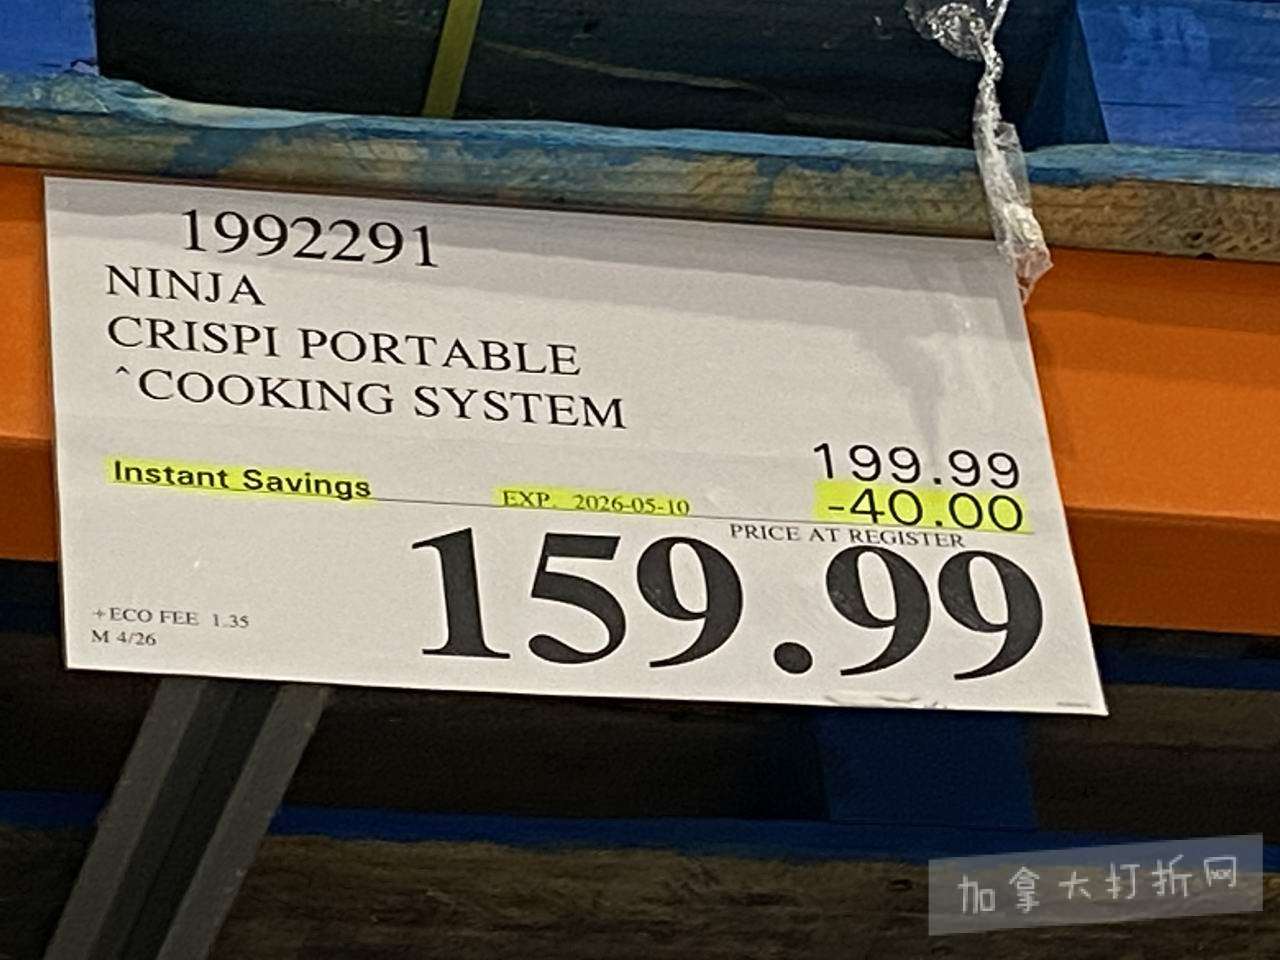 1992291
NINJA
CRISPI PORTABLE
^COOKING SYSTEM
199.99
Instant Savings EXP. 2026-05-10 -40.00
PRICE AT REGISTER
159.99
+ECO FEE 1.35
M 4/26
加拿大打折网